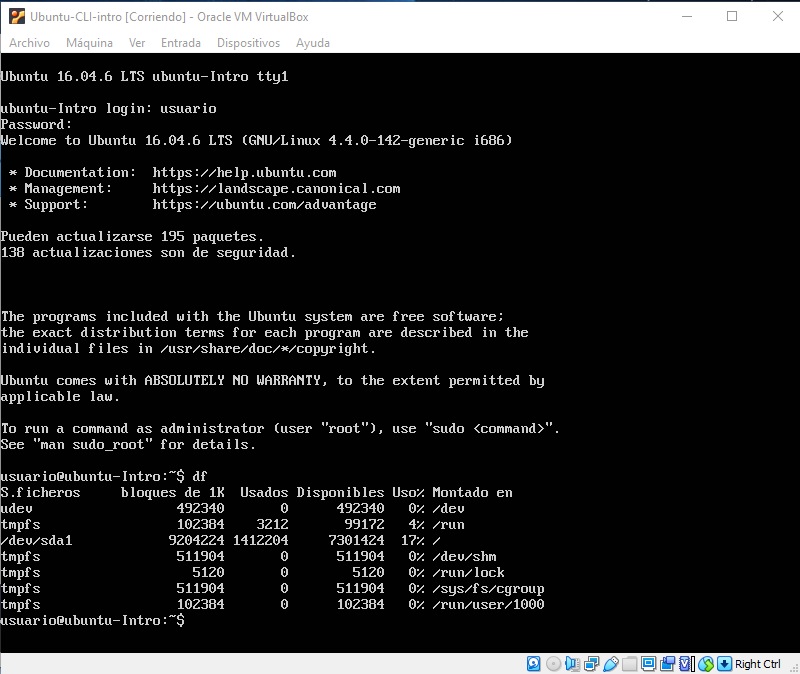 Ubuntu-CLI-intro [Corriendo] - Oracle VM VirtualBox
Archivo Máquina Ver Entrada Dispositivos Ayuda
Ubuntu 16.04.6 LTS ubuntu-Intro tty1
ubuntu-Intro login: usuario
Password:
Welcome to Ubuntu 16.04.6 LTS (GNU/Linux 4.4.0-142-generic i686)
* Documentation:  https://help.ubuntu.com
* Management:     https://landscape.canonical.com
* Support:        https://ubuntu.com/advantage
Pueden actualizarse 195 paquetes.
138 actualizaciones son de seguridad.
The programs included with the Ubuntu system are free software;
the exact distribution terms for each program are described in the
individual files in /usr/share/doc/*/copyright.
Ubuntu comes with ABSOLUTELY NO WARRANTY, to the extent permitted by
applicable law.
To run a command as administrator (user "root"), use "sudo <command>".
See "man sudo_root" for details.
usuario@ubuntu-Intro:~$ df
S.ficheros     bloques de 1K  Usados Disponibles Uso% Montado en
udev                  492340       0      492340   0% /dev
tmpfs                 102384    3212       99172   4% /run
/dev/sda1            9204224 1412204     7301424  17% /
tmpfs                 511904       0      511904   0% /dev/shm
tmpfs                   5120       0        5120   0% /run/lock
tmpfs                 511904       0      511904   0% /sys/fs/cgroup
tmpfs                 102384       0      102384   0% /run/user/1000
usuario@ubuntu-Intro:~$
Right Ctrl